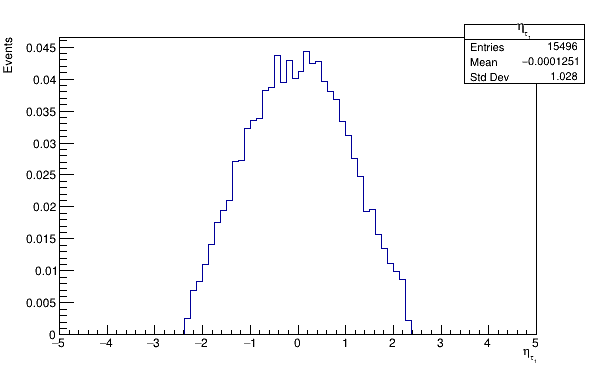 η_τ₁
Entries 15496
Mean −0.0001251
Std Dev 1.028
Events
0.045
0.04
0.035
0.03
0.025
0.02
0.015
0.01
0.005
0
−5 −4 −3 −2 −1 0 1 2 3 4 5
η_τ₁